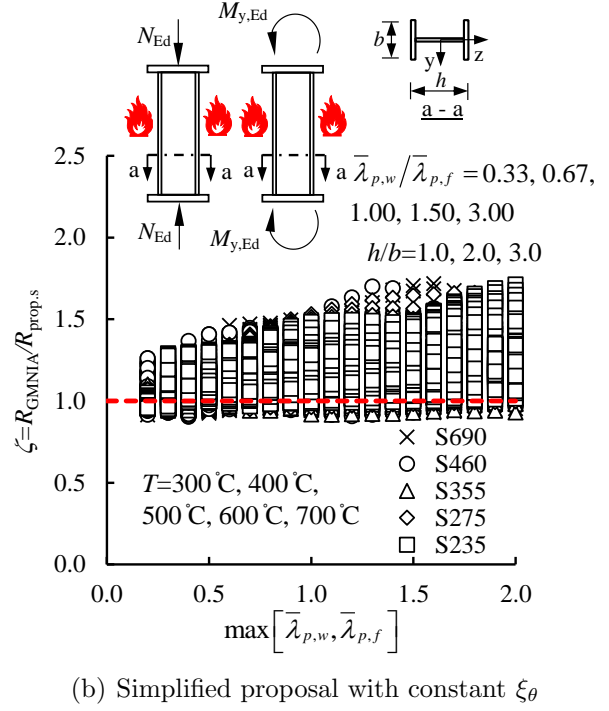 N_Ed
M_y,Ed
b
y
z
h
a - a
a
a
a
a
N_Ed
M_y,Ed
λ̅_p,w/λ̅_p,f = 0.33, 0.67,
1.00, 1.50, 3.00
h/b=1.0, 2.0, 3.0
2.5
2.0
1.5
1.0
0.5
0.0
ζ=R_GMNIA/R_prop.s
T=300℃, 400℃,
500℃, 600℃, 700℃
S690
S460
S355
S275
S235
0.0
0.5
1.0
1.5
2.0
max[λ̅_p,w, λ̅_p,f]
(b) Simplified proposal with constant ξ_θ